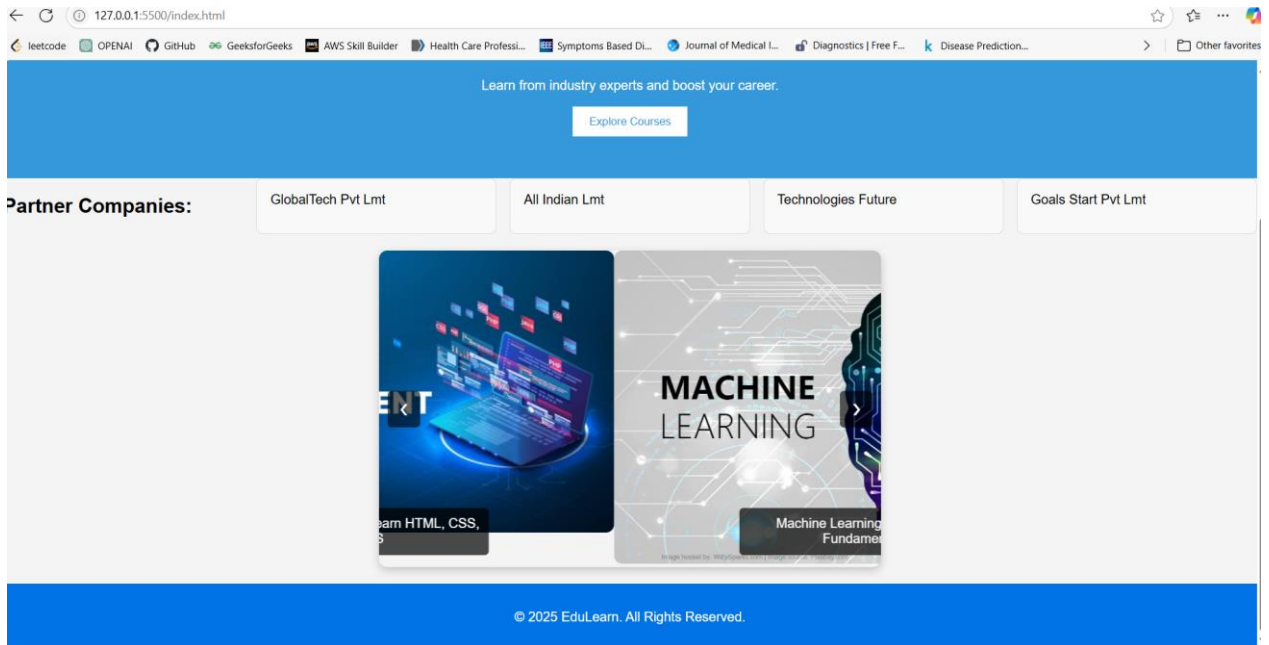 127.0.0.1:5500/index.html
leetcode OPENAI GitHub GeeksforGeeks AWS Skill Builder Health Care Professi... Symptoms Based Di... Journal of Medical I... Diagnostics | Free F... Disease Prediction... Other favorites
Learn from industry experts and boost your career.
Explore Courses
Partner Companies:
GlobalTech Pvt Lmt
All Indian Lmt
Technologies Future
Goals Start Pvt Lmt
ENT
MACHINE
LEARNING
earn HTML, CSS,
S
Machine Learning
Fundamen
© 2025 EduLearn. All Rights Reserved.